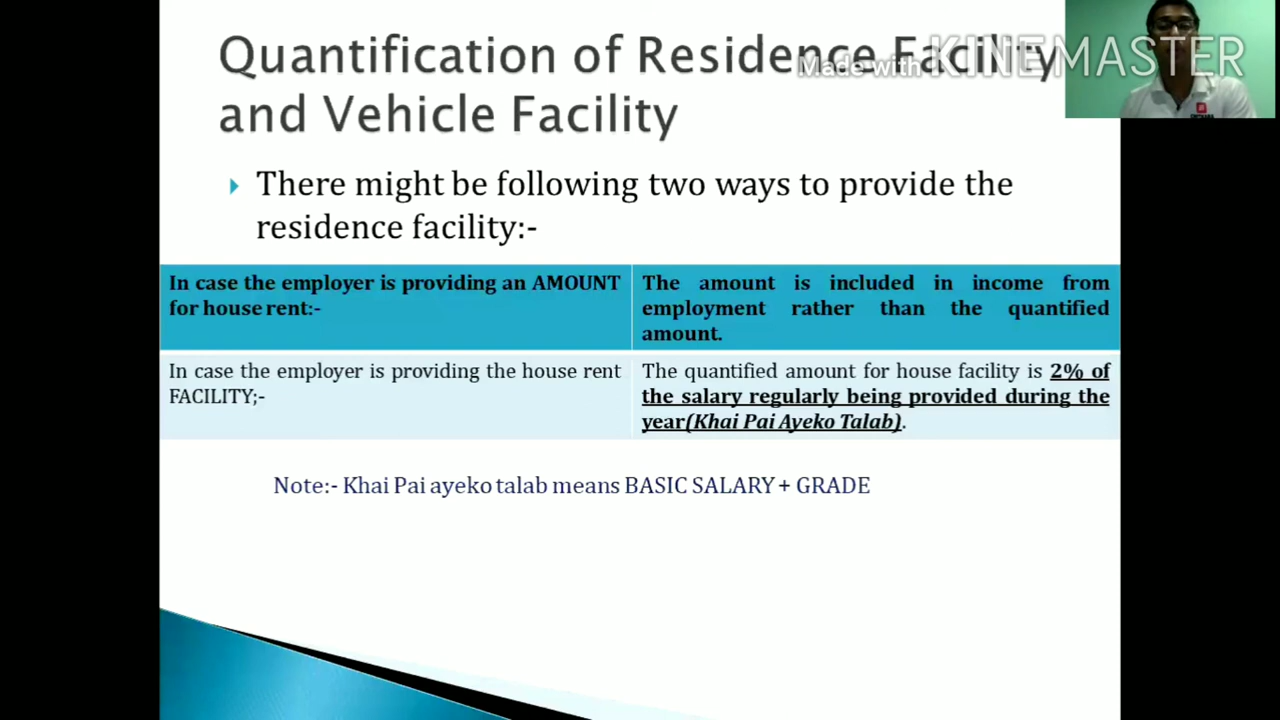 Quantification of Residence Facility
and Vehicle Facility
Made with KINEMASTER
There might be following two ways to provide the
residence facility:-
In case the employer is providing an AMOUNT
for house rent:-
The amount is included in income from
employment rather than the quantified
amount.
In case the employer is providing the house rent
FACILITY;-
The quantified amount for house facility is 2% of
the salary regularly being provided during the
year(Khai Pai Ayeko Talab).
Note:- Khai Pai ayeko talab means BASIC SALARY + GRADE